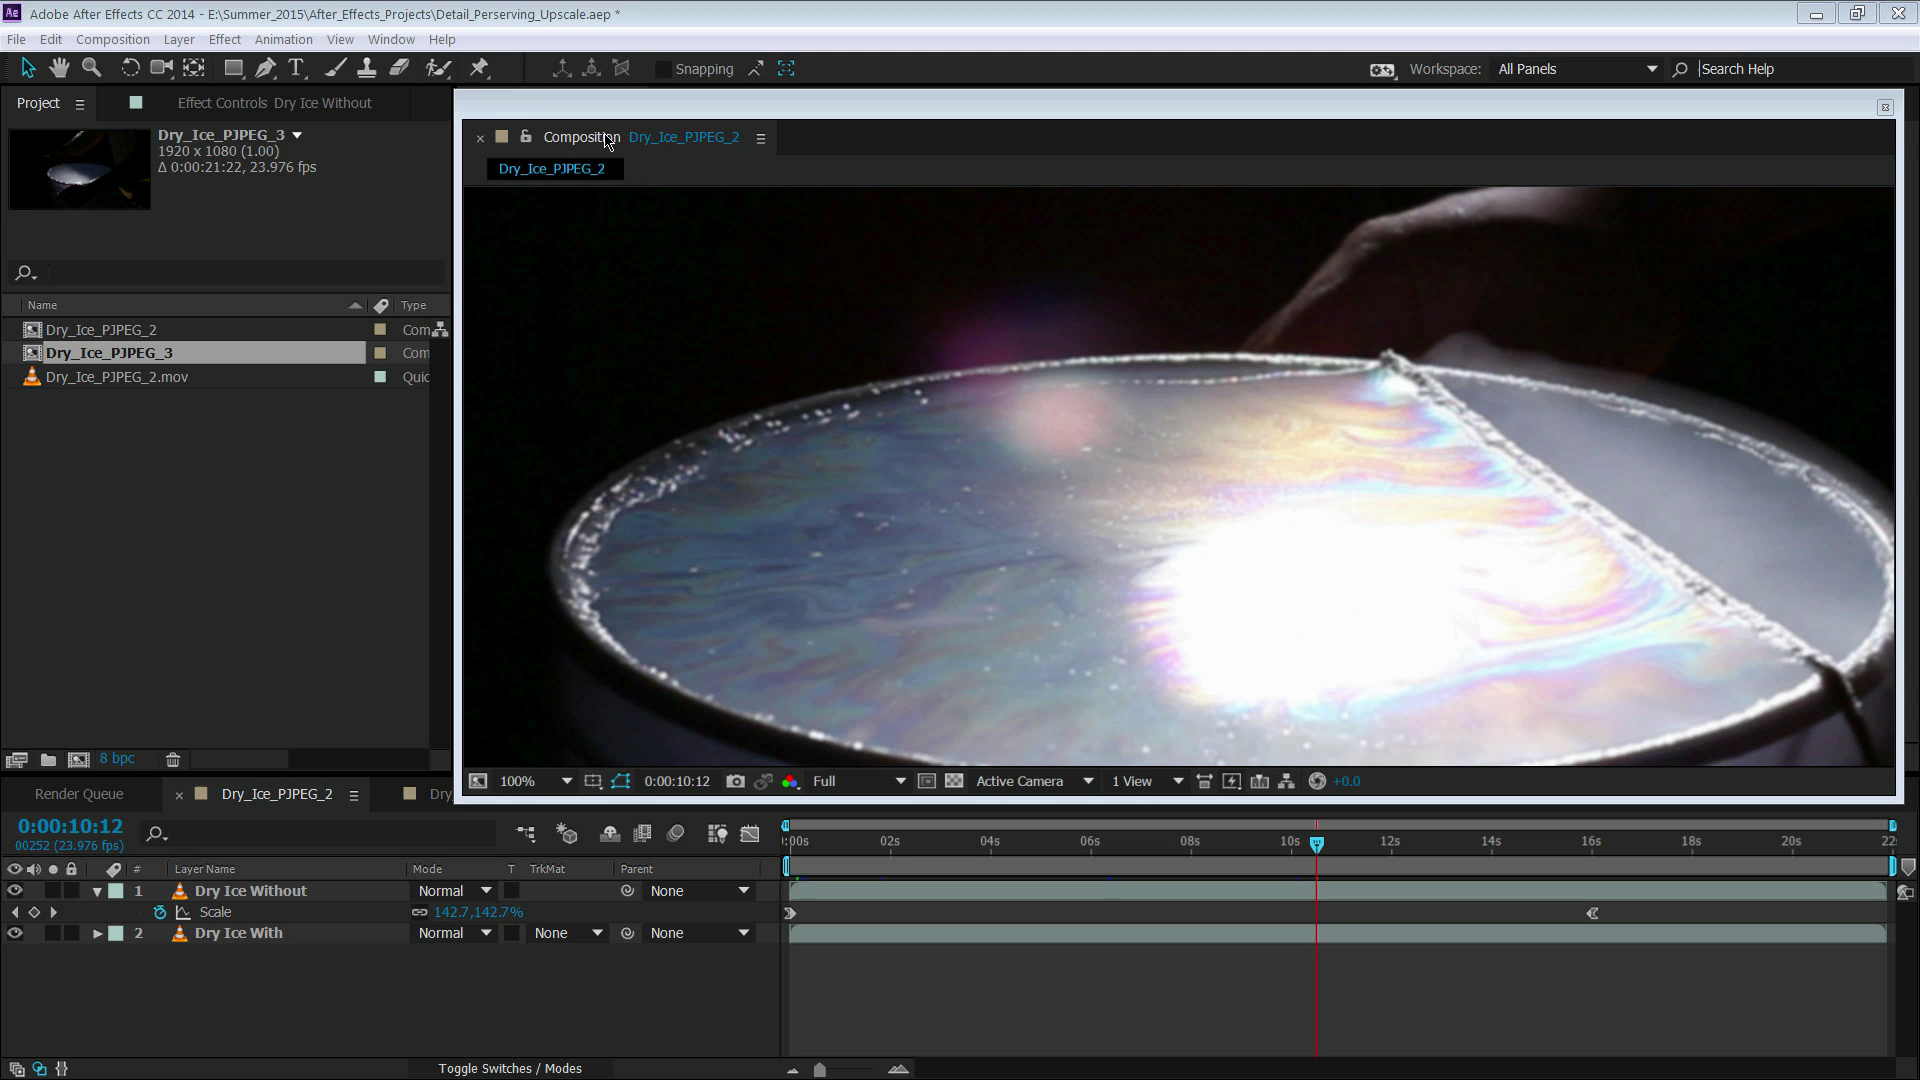 Ae Adobe After Effects CC 2014 - E:\Summer_2015\After_Effects_Projects\Detail_Perserving_Upscale.aep *
File Edit Composition Layer Effect Animation View Window Help
Snapping Workspace: All Panels Search Help
Project Effect Controls Dry Ice Without
Dry_Ice_PJPEG_3
1920 x 1080 (1.00)
Δ 0:00:21:22, 23.976 fps
Composition Dry_Ice_PJPEG_2
Dry_Ice_PJPEG_2
Name Type
Dry_Ice_PJPEG_2 Com
Dry_Ice_PJPEG_3 Com
Dry_Ice_PJPEG_2.mov Quic
8 bpc
100% 0:00:10:12 Full Active Camera 1 View +0.0
Render Queue Dry_Ice_PJPEG_2 Dry
0:00:10:12
00252 (23.976 fps)
:00s 02s 04s 06s 08s 10s 12s 14s 16s 18s 20s 22s
# Layer Name Mode T TrkMat Parent
1 Dry Ice Without Normal None
Scale 142.7,142.7%
2 Dry Ice With Normal None None
Toggle Switches / Modes